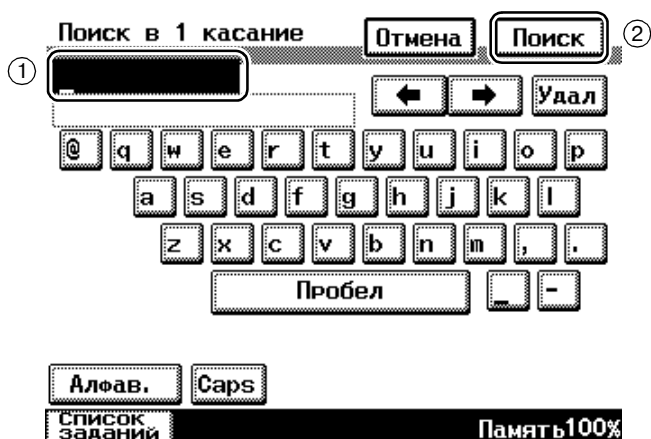 Поиск в 1 касание Отмена Поиск ②
①
← → Удал
@ q w e r t y u i o p
a s d f g h j k l
z x c v b n m , .
Пробел _ -
Алфав. Caps
Список заданий Память100%